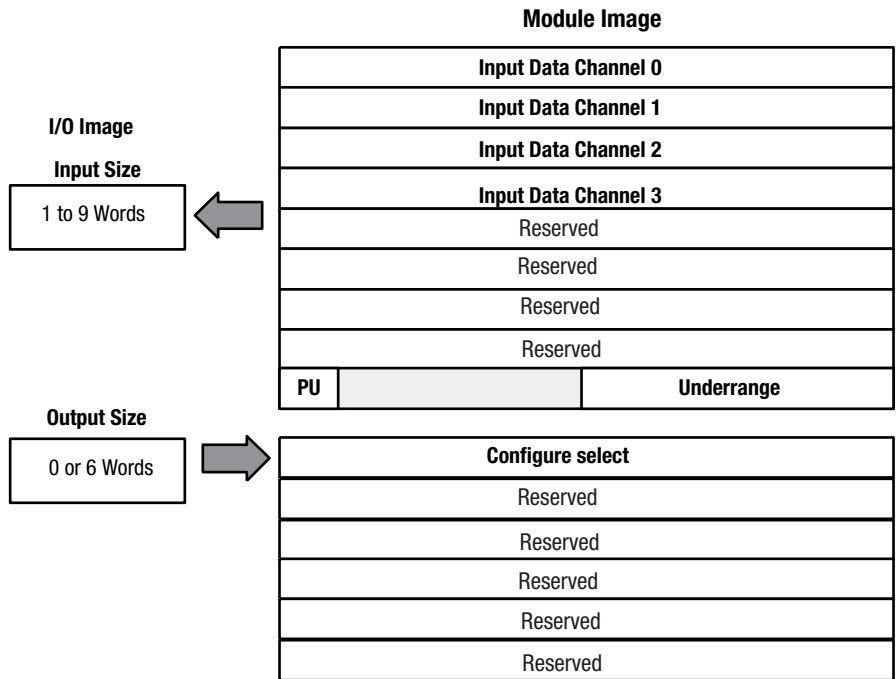 Module Image
Input Data Channel 0
Input Data Channel 1
I/O Image
Input Data Channel 2
Input Size
Input Data Channel 3
1 to 9 Words
Reserved
Reserved
Reserved
Reserved
PU
Underrange
Output Size
Configure select
0 or 6 Words
Reserved
Reserved
Reserved
Reserved
Reserved